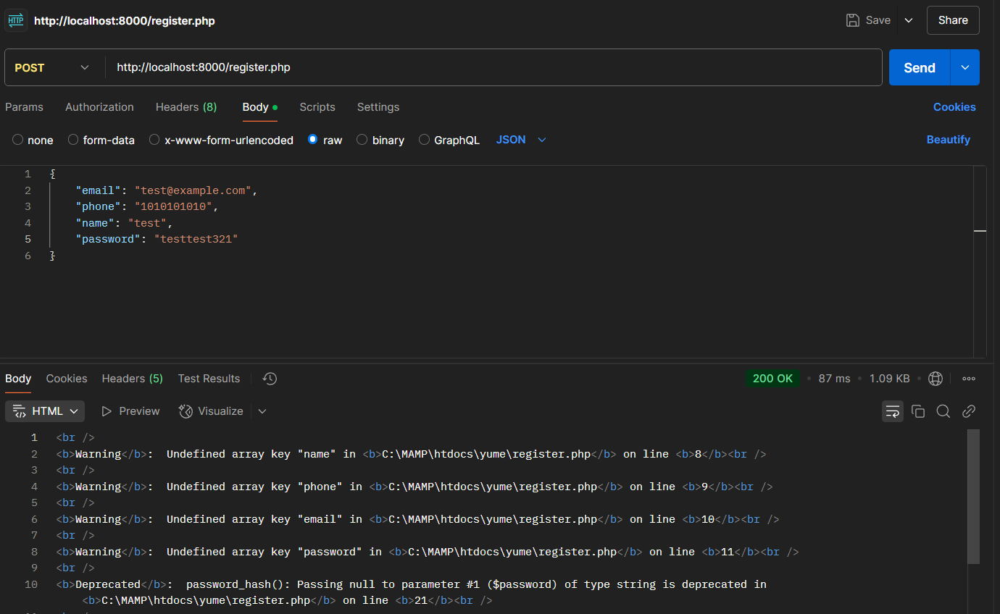 HTTP http://localhost:8000/register.php Save Share
POST http://localhost:8000/register.php Send
Params Authorization Headers (8) Body Scripts Settings Cookies
none form-data x-www-form-urlencoded raw binary GraphQL JSON Beautify
1 {
2 "email": "test@example.com",
3 "phone": "1010101010",
4 "name": "test",
5 "password": "testtest321"
6 }
Body Cookies Headers (5) Test Results 200 OK • 87 ms • 1.09 KB •
HTML Preview Visualize
1 <br />
2 <b>Warning</b>:  Undefined array key "name" in <b>C:\MAMP\htdocs\yume\register.php</b> on line <b>8</b><br />
3 <br />
4 <b>Warning</b>:  Undefined array key "phone" in <b>C:\MAMP\htdocs\yume\register.php</b> on line <b>9</b><br />
5 <br />
6 <b>Warning</b>:  Undefined array key "email" in <b>C:\MAMP\htdocs\yume\register.php</b> on line <b>10</b><br />
7 <br />
8 <b>Warning</b>:  Undefined array key "password" in <b>C:\MAMP\htdocs\yume\register.php</b> on line <b>11</b><br />
9 <br />
10 <b>Deprecated</b>:  password_hash(): Passing null to parameter #1 ($password) of type string is deprecated in
<b>C:\MAMP\htdocs\yume\register.php</b> on line <b>21</b><br />